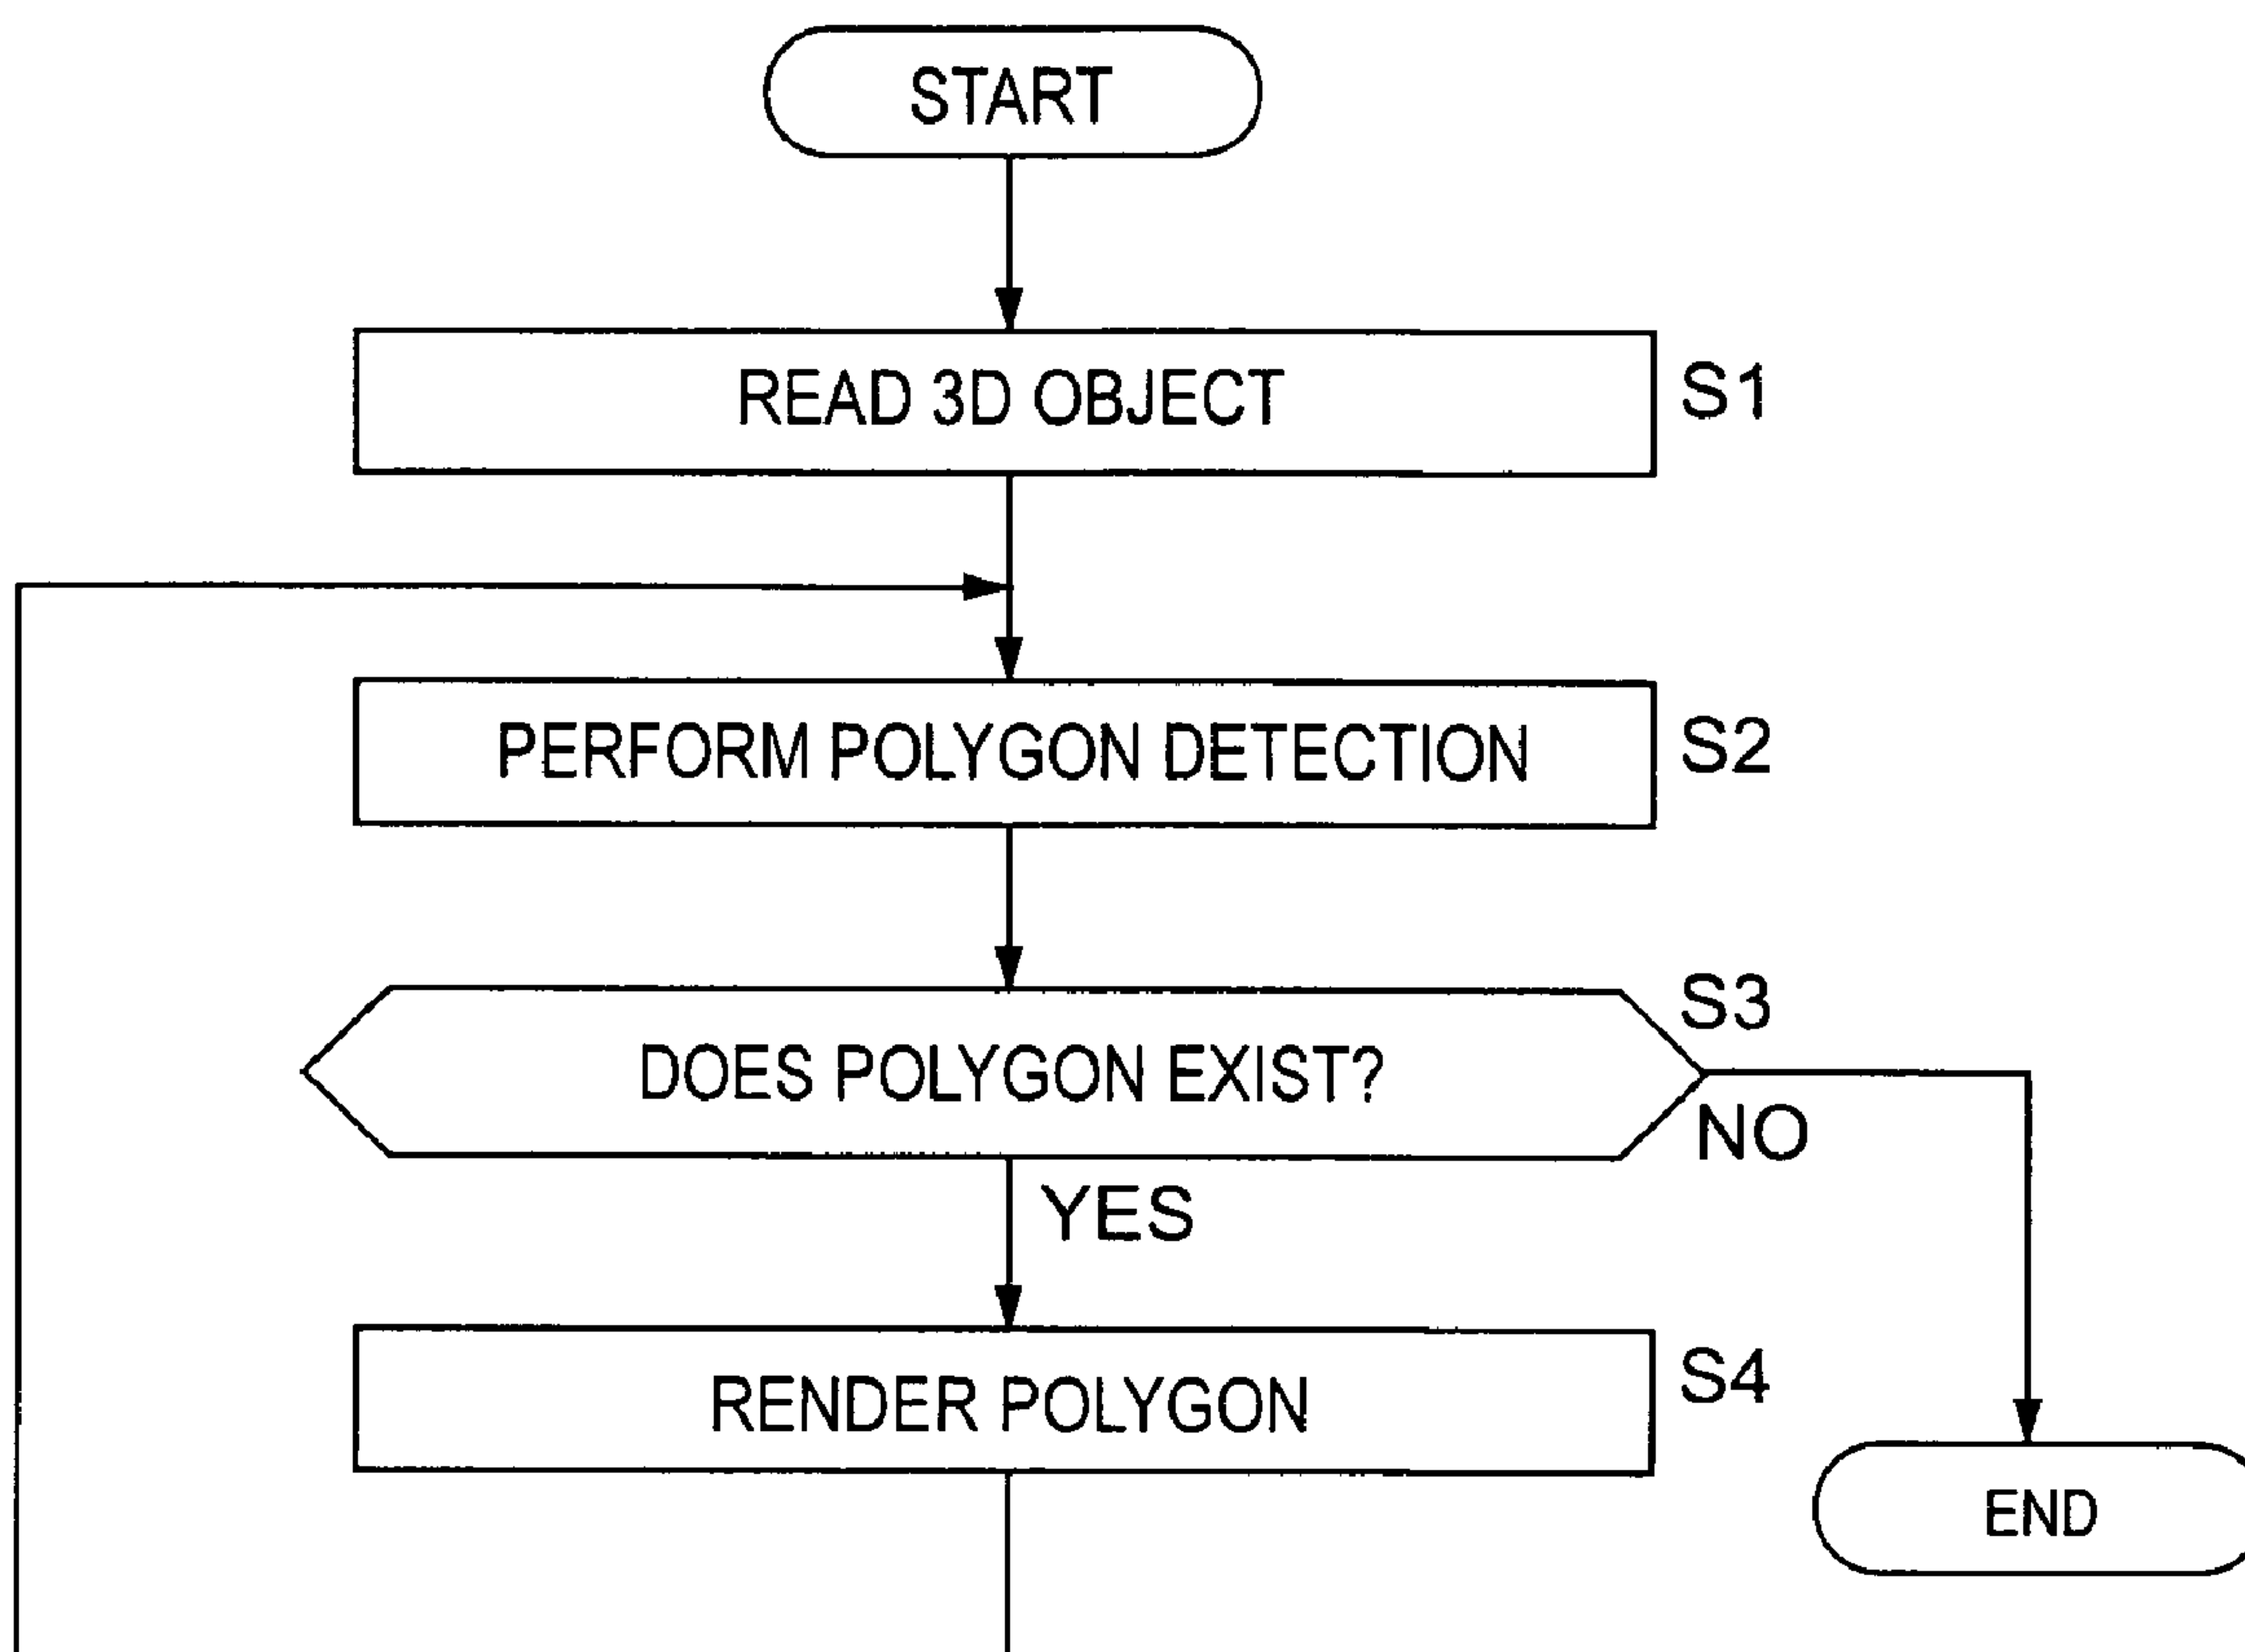 START
READ 3D OBJECT
S1
PERFORM POLYGON DETECTION
S2
DOES POLYGON EXIST?
S3
NO
YES
RENDER POLYGON
S4
END